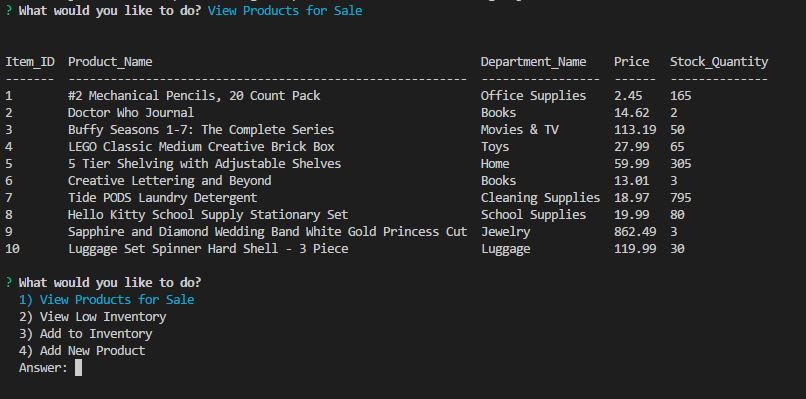 ? What would you like to do? View Products for Sale
Item_ID  Product_Name                                              Department_Name    Price   Stock_Quantity
-------  ---------------------------------------------------------  -----------------  ------  --------------
1        #2 Mechanical Pencils, 20 Count Pack                       Office Supplies    2.45    165
2        Doctor Who Journal                                         Books              14.62   2
3        Buffy Seasons 1-7: The Complete Series                     Movies & TV        113.19  50
4        LEGO Classic Medium Creative Brick Box                     Toys               27.99   65
5        5 Tier Shelving with Adjustable Shelves                    Home               59.99   305
6        Creative Lettering and Beyond                              Books              13.01   3
7        Tide PODS Laundry Detergent                                Cleaning Supplies  18.97   795
8        Hello Kitty School Supply Stationary Set                   School Supplies    19.99   80
9        Sapphire and Diamond Wedding Band White Gold Princess Cut  Jewelry            862.49  3
10       Luggage Set Spinner Hard Shell - 3 Piece                   Luggage            119.99  30
? What would you like to do?
1) View Products for Sale
2) View Low Inventory
3) Add to Inventory
4) Add New Product
Answer: